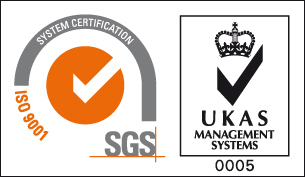 SYSTEM CERTIFICATION
ISO 9001
SGS
UKAS
MANAGEMENT
SYSTEMS
0005